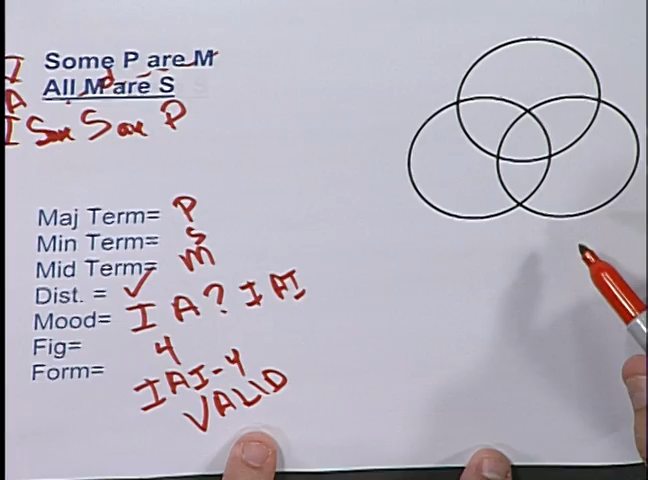 I Some P are M
A All M are S
I Some S are P
Maj Term= P
Min Term= S
Mid Term= M
Dist. = ✓
Mood= I A ? IAI
Fig= 4
Form= IAI-4
VALID